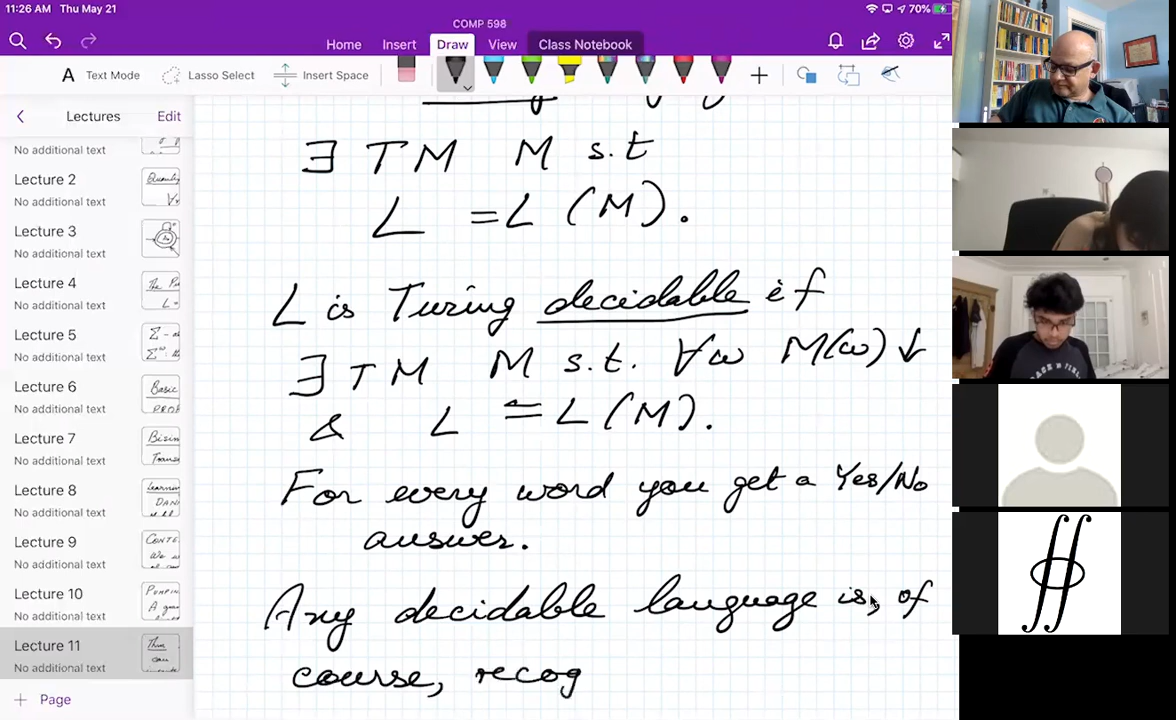 11:26 AM Thu May 21
70%
COMP 598
Home Insert Draw View Class Notebook
A Text Mode Lasso Select Insert Space
Lectures Edit
No additional text
Lecture 2
No additional text
Lecture 3
No additional text
Lecture 4
No additional text
Lecture 5
No additional text
Lecture 6
No additional text
Lecture 7
No additional text
Lecture 8
No additional text
Lecture 9
No additional text
Lecture 10
No additional text
Lecture 11
No additional text
+ Page
∃ TM M s.t
L = L (M).
L is Turing decidable if
∃ TM M s.t. ∀w M(w) ↓
& L = L (M).
For every word you get a Yes/No
answer.
Any decidable language is, of
course, recog
∯